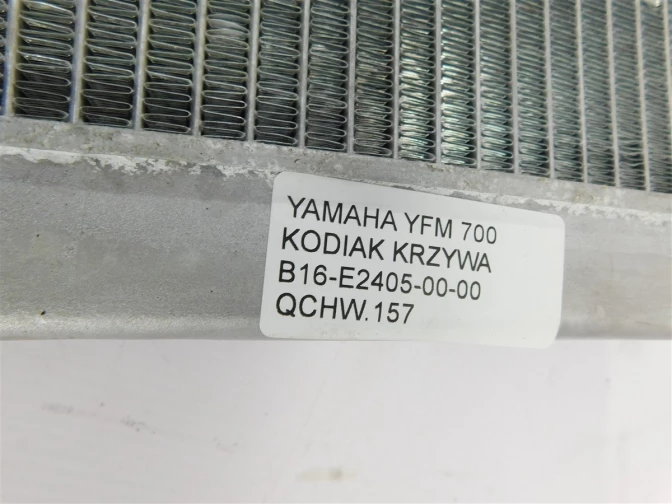 YAMAHA YFM 700
KODIAK KRZYWA
B16-E2405-00-00
QCHW.157